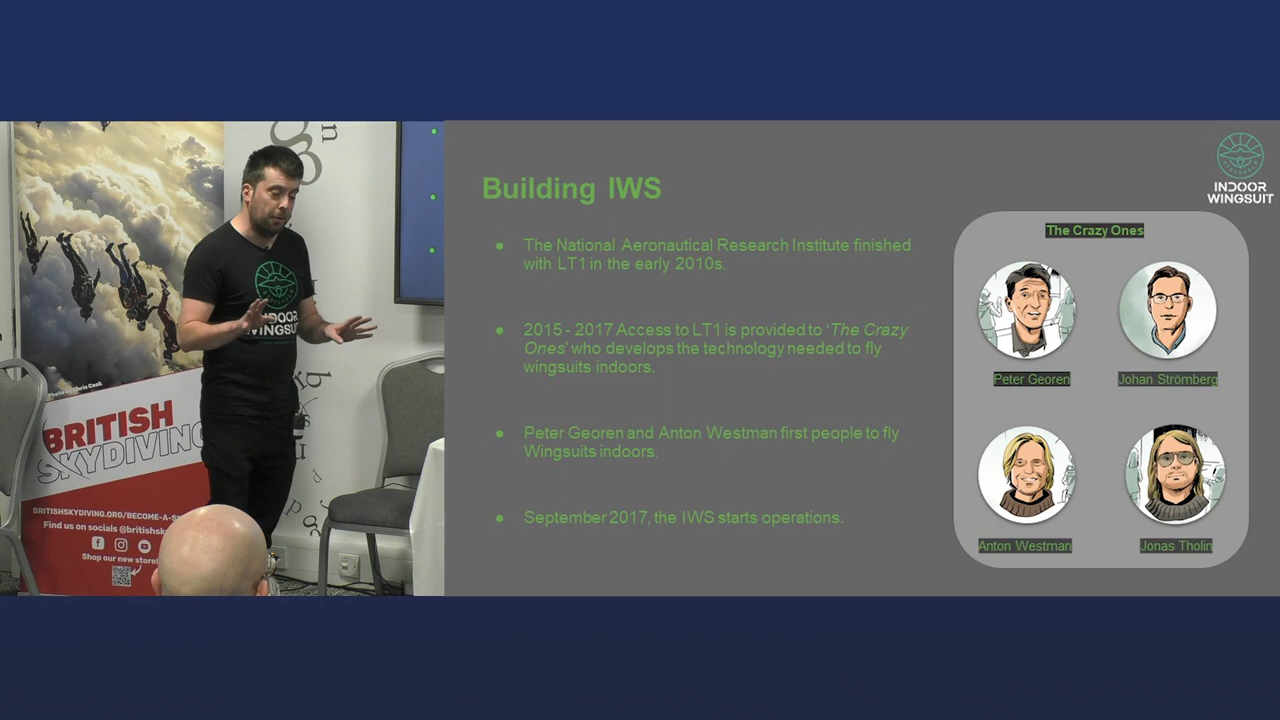 Photo by Chris Cook
BRITISH
SKYDIVING
BRITISHSKYDIVING.ORG/BECOME-A-
Find us on socials @britishsk
Shop our new store!
INDOOR
WINGSUIT
Building IWS
● The National Aeronautical Research Institute finished
with LT1 in the early 2010s.
● 2015 - 2017 Access to LT1 is provided to ‘The Crazy
Ones’ who develops the technology needed to fly
wingsuits indoors.
● Peter Georen and Anton Westman first people to fly
Wingsuits indoors.
● September 2017, the IWS starts operations.
INDOOR
WINGSUIT
The Crazy Ones
Peter Georen
Johan Strömberg
Anton Westman
Jonas Tholin